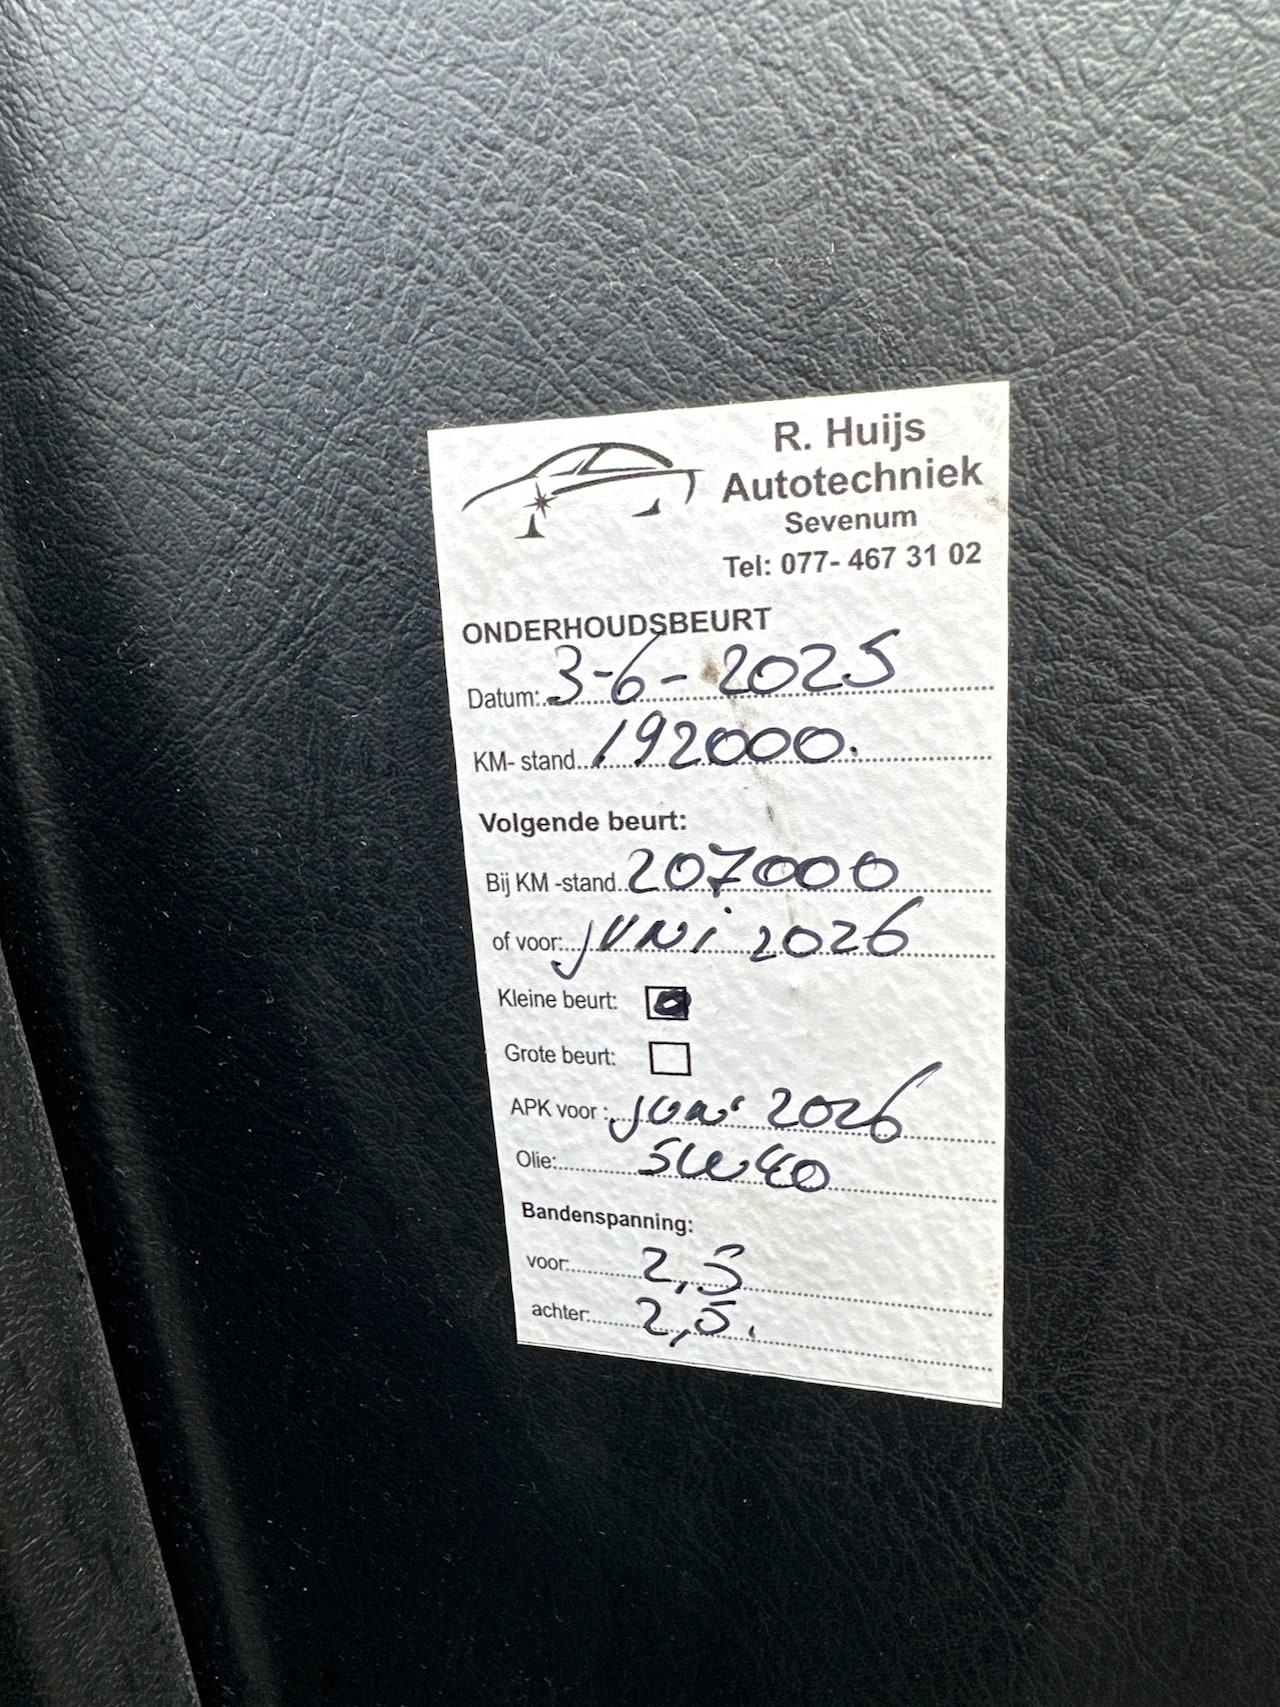 R. Huijs
Autotechniek
Sevenum
Tel: 077- 467 31 02
ONDERHOUDSBEURT
Datum: 3-6-2025
KM- stand 192000.
Volgende beurt:
Bij KM -stand 207000
of voor: juni 2026
Kleine beurt:
Grote beurt:
APK voor : juni 2026
Olie: 5w40
Bandenspanning:
voor: 2,5
achter: 2,5.